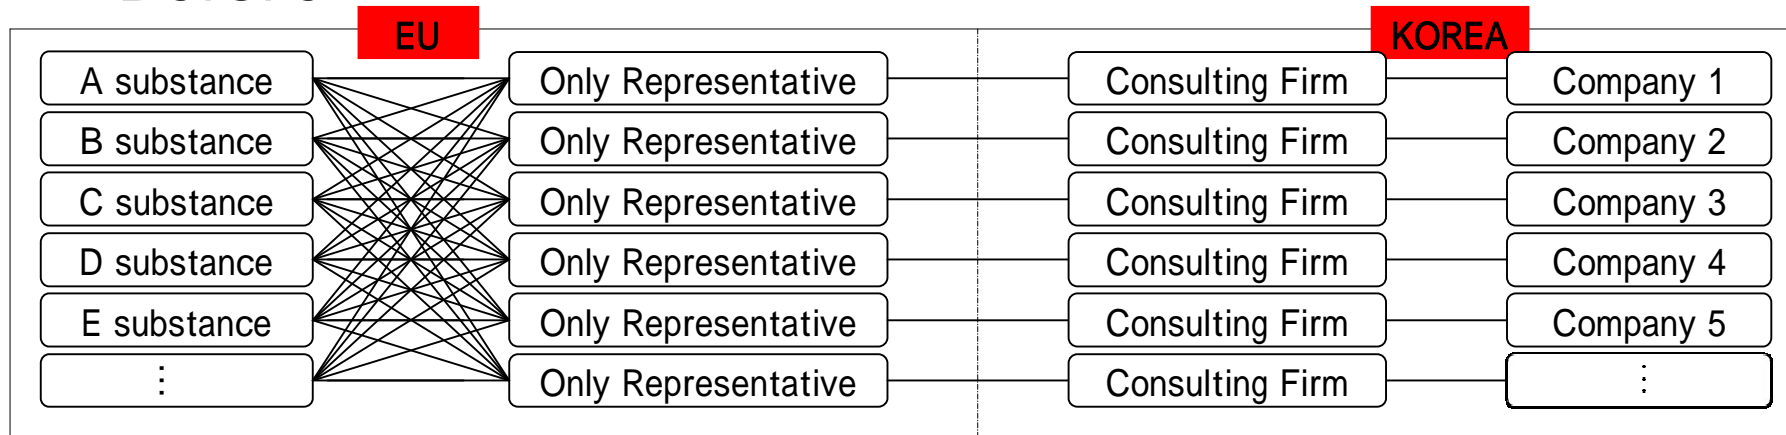 EU KOREA
A substance Only Representative Consulting Firm Company 1
B substance Only Representative Consulting Firm Company 2
C substance Only Representative Consulting Firm Company 3
D substance Only Representative Consulting Firm Company 4
E substance Only Representative Consulting Firm Company 5
⋮ Only Representative Consulting Firm ⋮